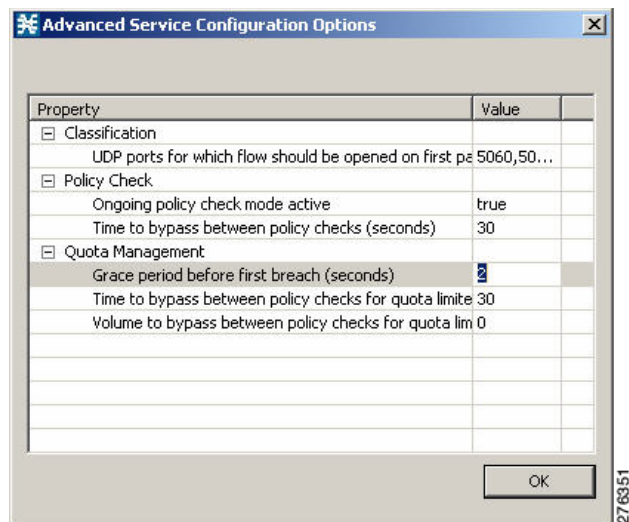 Advanced Service Configuration Options
Property Value
Classification
UDP ports for which flow should be opened on first pa 5060,50...
Policy Check
Ongoing policy check mode active true
Time to bypass between policy checks (seconds) 30
Quota Management
Grace period before first breach (seconds) 2
Time to bypass between policy checks for quota limite 30
Volume to bypass between policy checks for quota lim 0
OK
276351